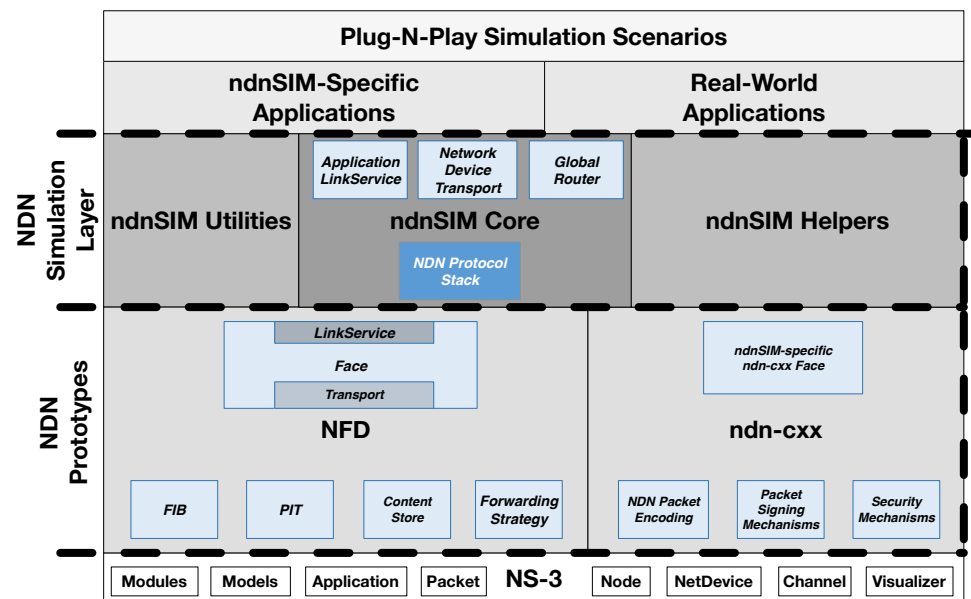 Plug-N-Play Simulation Scenarios
ndnSIM-Specific
Applications
Real-World
Applications
NDN
Simulation
Layer
ndnSIM Utilities
Application
LinkService
Network
Device
Transport
Global
Router
ndnSIM Core
NDN Protocol
Stack
ndnSIM Helpers
NDN
Prototypes
LinkService
Face
Transport
NFD
FIB
PIT
Content
Store
Forwarding
Strategy
ndnSIM-specific
ndn-cxx Face
ndn-cxx
NDN Packet
Encoding
Packet
Signing
Mechanisms
Security
Mechanisms
Modules
Models
Application
Packet
NS-3
Node
NetDevice
Channel
Visualizer